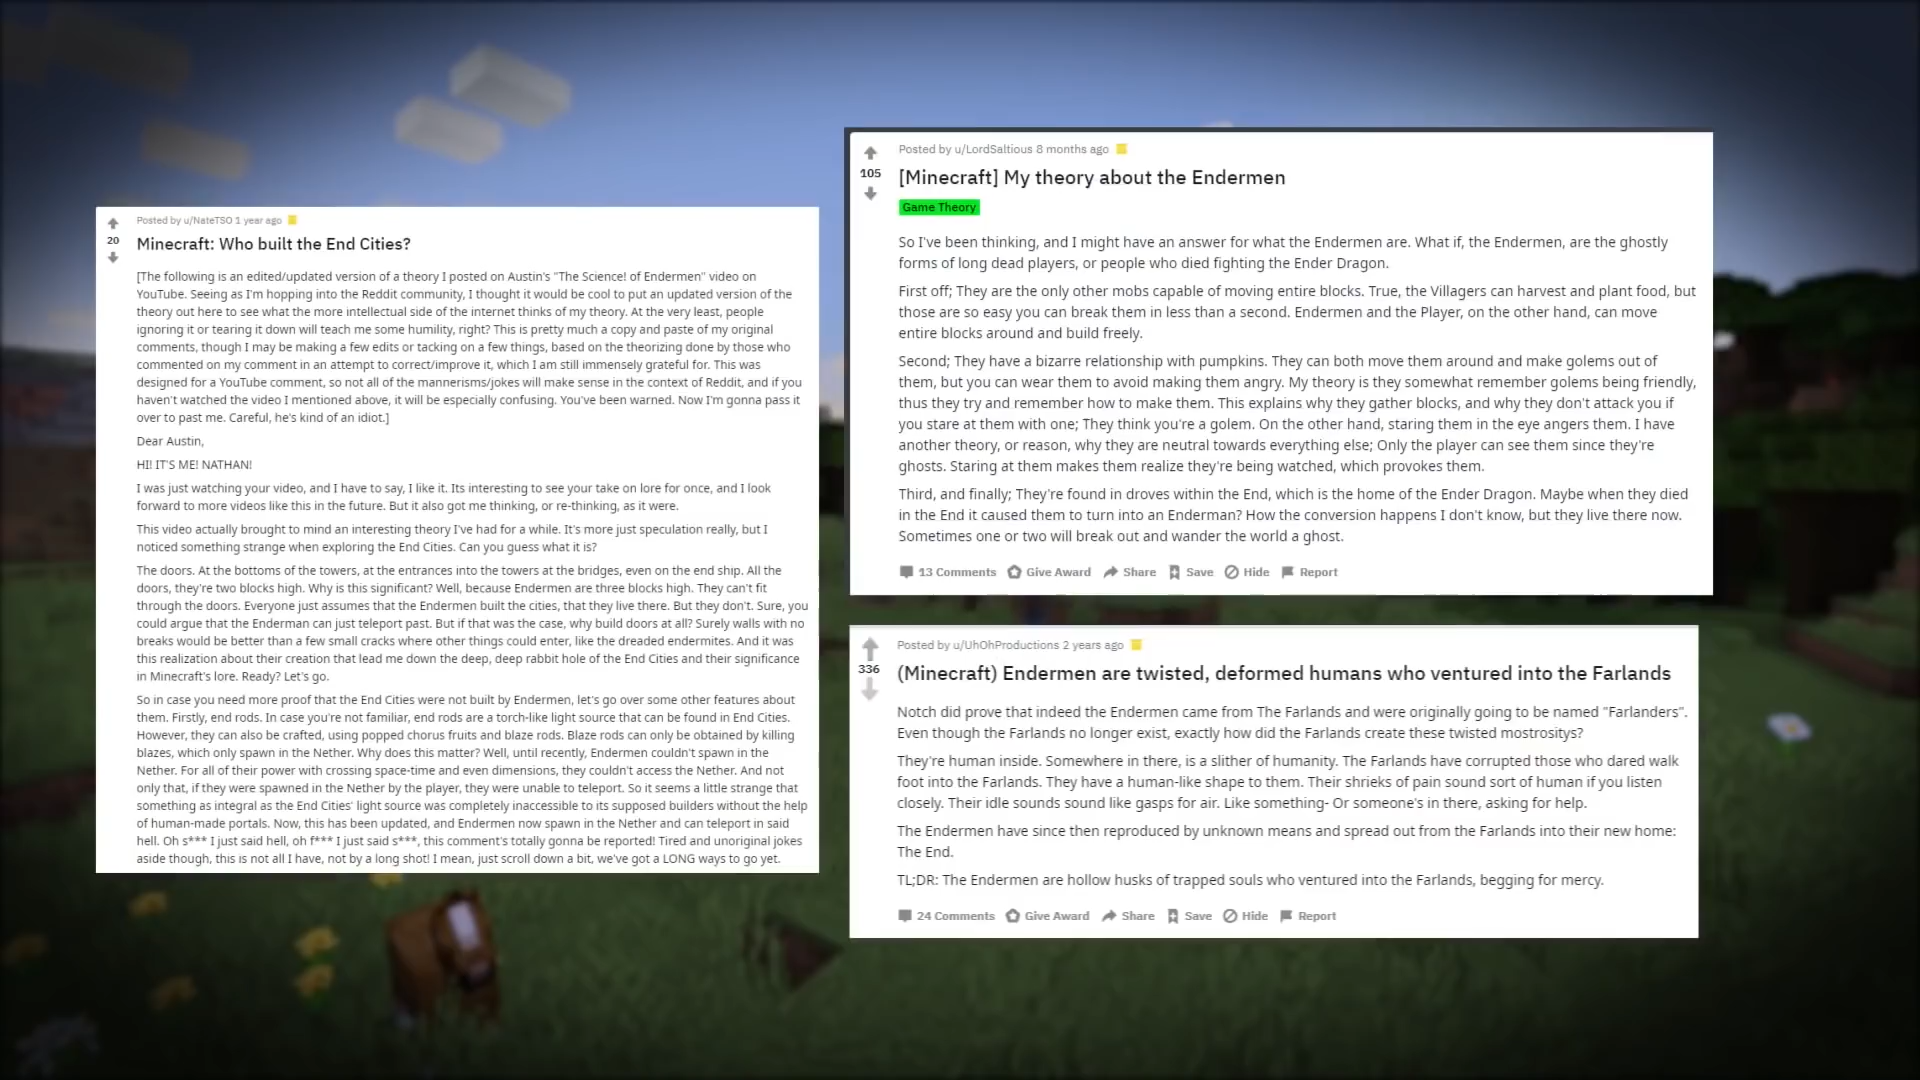 Posted by u/NateTSO 1 year ago
20
Minecraft: Who built the End Cities?
[The following is an edited/updated version of a theory I posted on Austin's "The Science! of Endermen" video on
YouTube. Seeing as I'm hopping into the Reddit community, I thought it would be cool to put an updated version of the
theory out here to see what the more intellectual side of the internet thinks of my theory. At the very least, people
ignoring it or tearing it down will teach me some humility, right? This is pretty much a copy and paste of my original
comments, though I may be making a few edits or tacking on a few things, based on the theorizing done by those who
commented on my comment in an attempt to correct/improve it, which I am still immensely grateful for. This was
designed for a YouTube comment, so not all of the mannerisms/jokes will make sense in the context of Reddit, and if you
haven't watched the video I mentioned above, it will be especially confusing. You've been warned. Now I'm gonna pass it
over to past me. Careful, he's kind of an idiot.]
Dear Austin,
HI! IT'S ME! NATHAN!
I was just watching your video, and I have to say, I like it. Its interesting to see your take on lore for once, and I look
forward to more videos like this in the future. But it also got me thinking, or re-thinking, as it were.
This video actually brought to mind an interesting theory I've had for a while. It's more just speculation really, but I
noticed something strange when exploring the End Cities. Can you guess what it is?
The doors. At the bottoms of the towers, at the entrances into the towers at the bridges, even on the end ship. All the
doors, they're two blocks high. Why is this significant? Well, because Endermen are three blocks high. They can't fit
through the doors. Everyone just assumes that the Endermen built the cities, that they live there. But they don't. Sure, you
could argue that the Enderman can just teleport past. But if that was the case, why build doors at all? Surely walls with no
breaks would be better than a few small cracks where other things could enter, like the dreaded endermites. And it was
this realization about their creation that lead me down the deep, deep rabbit hole of the End Cities and their significance
in Minecraft's lore. Ready? Let's go.
So in case you need more proof that the End Cities were not built by Endermen, let's go over some other features about
them. Firstly, end rods. In case you're not familiar, end rods are a torch-like light source that can be found in End Cities.
However, they can also be crafted, using popped chorus fruits and blaze rods. Blaze rods can only be obtained by killing
blazes, which only spawn in the Nether. Why does this matter? Well, until recently, Endermen couldn't spawn in the
Nether. For all of their power with crossing space-time and even dimensions, they couldn't access the Nether. And not
only that, if they were spawned in the Nether by the player, they were unable to teleport. So it seems a little strange that
something as integral as the End Cities' light source was completely inaccessible to its supposed builders without the help
of human-made portals. Now, this has been updated, and Endermen now spawn in the Nether and can teleport in said
hell. Oh s*** I just said hell, oh f*** I just said s***, this comment's totally gonna be reported! Tired and unoriginal jokes
aside though, this is not all I have, not by a long shot! I mean, just scroll down a bit, we've got a LONG ways to go yet.
Posted by u/LordSaltious 8 months ago
105
[Minecraft] My theory about the Endermen
Game Theory
So I've been thinking, and I might have an answer for what the Endermen are. What if, the Endermen, are the ghostly
forms of long dead players, or people who died fighting the Ender Dragon.
First off; They are the only other mobs capable of moving entire blocks. True, the Villagers can harvest and plant food, but
those are so easy you can break them in less than a second. Endermen and the Player, on the other hand, can move
entire blocks around and build freely.
Second; They have a bizarre relationship with pumpkins. They can both move them around and make golems out of
them, but you can wear them to avoid making them angry. My theory is they somewhat remember golems being friendly,
thus they try and remember how to make them. This explains why they gather blocks, and why they don't attack you if
you stare at them with one; They think you're a golem. On the other hand, staring them in the eye angers them. I have
another theory, or reason, why they are neutral towards everything else; Only the player can see them since they're
ghosts. Staring at them makes them realize they're being watched, which provokes them.
Third, and finally; They're found in droves within the End, which is the home of the Ender Dragon. Maybe when they died
in the End it caused them to turn into an Enderman? How the conversion happens I don't know, but they live there now.
Sometimes one or two will break out and wander the world a ghost.
13 Comments Give Award Share Save Hide Report
Posted by u/UhOhProductions 2 years ago
336
(Minecraft) Endermen are twisted, deformed humans who ventured into the Farlands
Notch did prove that indeed the Endermen came from The Farlands and were originally going to be named "Farlanders".
Even though the Farlands no longer exist, exactly how did the Farlands create these twisted mostrositys?
They're human inside. Somewhere in there, is a slither of humanity. The Farlands have corrupted those who dared walk
foot into the Farlands. They have a human-like shape to them. Their shrieks of pain sound sort of human if you listen
closely. Their idle sounds sound like gasps for air. Like something- Or someone's in there, asking for help.
The Endermen have since then reproduced by unknown means and spread out from the Farlands into their new home:
The End.
TL;DR: The Endermen are hollow husks of trapped souls who ventured into the Farlands, begging for mercy.
24 Comments Give Award Share Save Hide Report